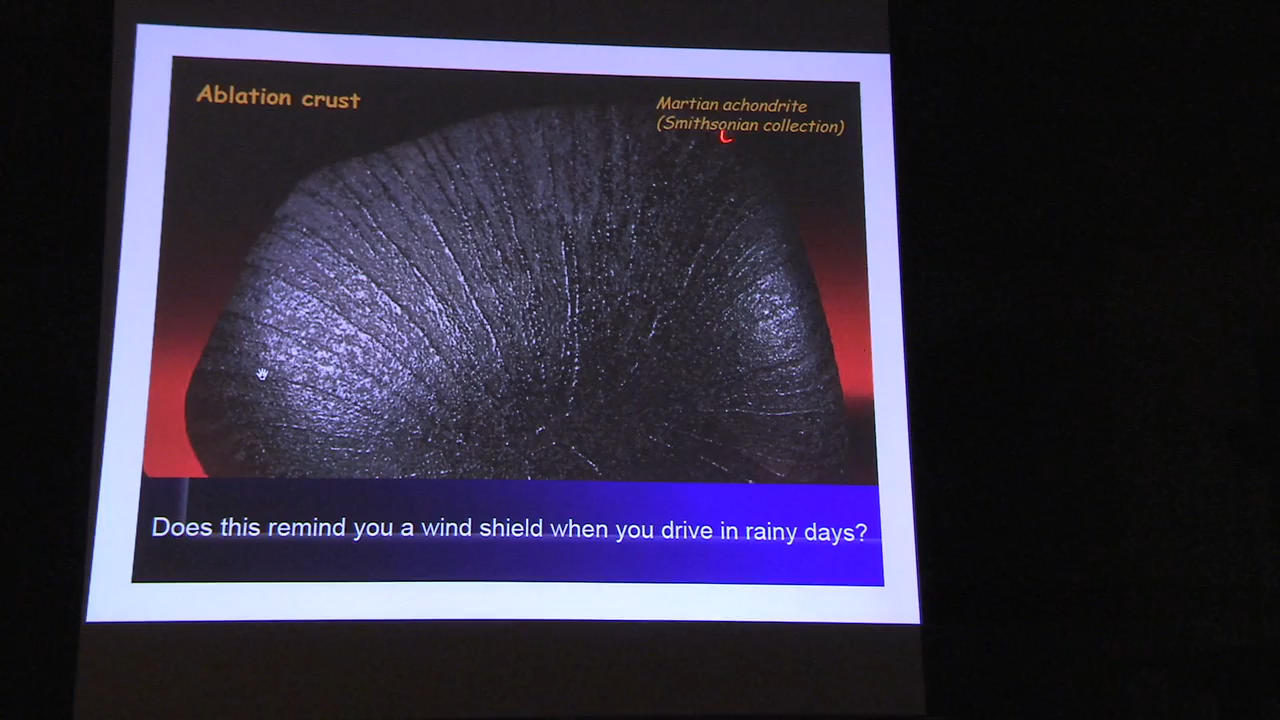 Ablation crust
Martian achondrite
(Smithsonian collection)
Does this remind you a wind shield when you drive in rainy days?